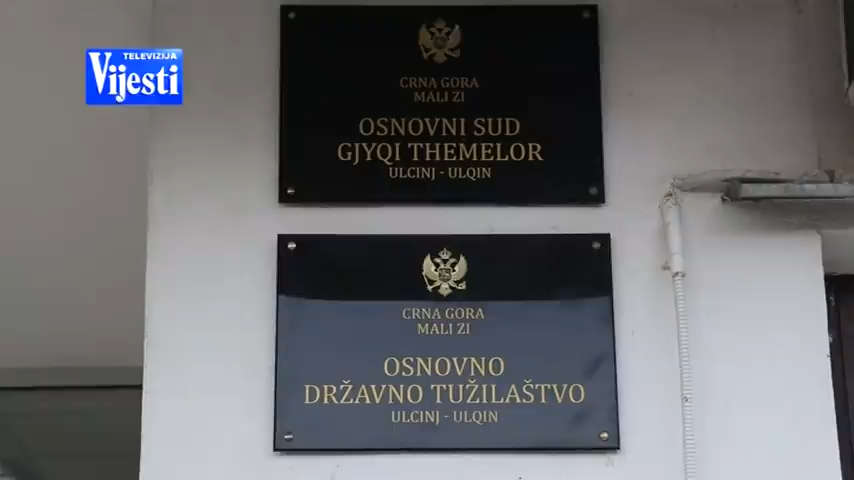 TELEVIZIJA
Vijesti
CRNA GORA
MALI ZI
OSNOVNI SUD
GJYQI THEMELOR
ULCINJ - ULQIN
CRNA GORA
MALI ZI
OSNOVNO
DRŽAVNO TUŽILAŠTVO
ULCINJ - ULQIN